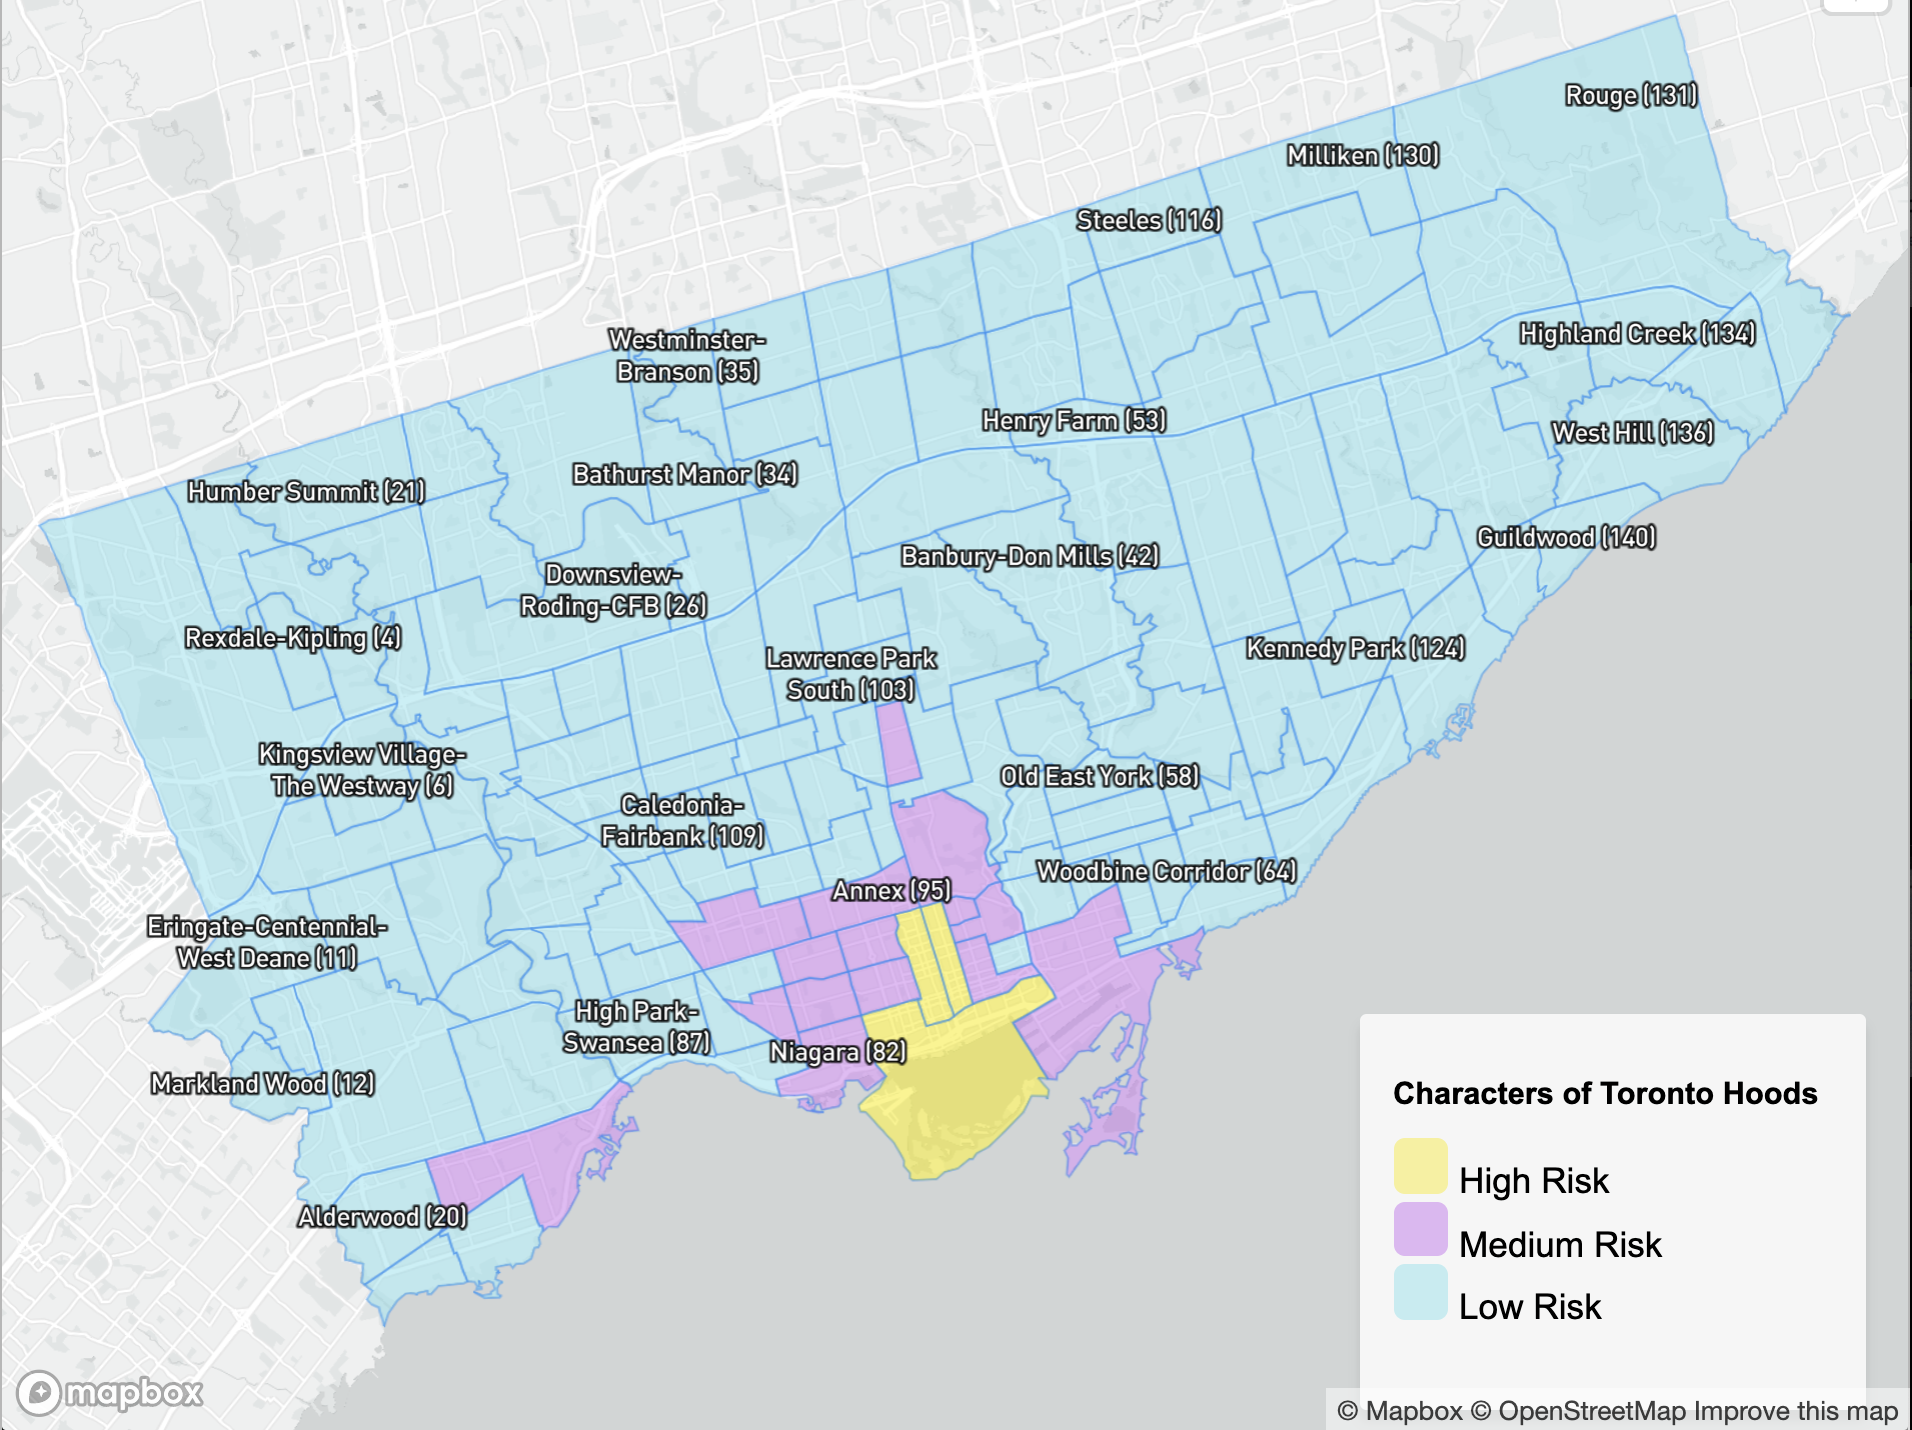 Rouge (131)
Milliken (130)
Steeles (116)
Westminster-
Branson (35)
Highland Creek (134)
Henry Farm (53)
West Hill (136)
Bathurst Manor (34)
Humber Summit (21)
Guildwood (140)
Banbury-Don Mills (42)
Downsview-
Roding-CFB (26)
Rexdale-Kipling (4)
Kennedy Park (124)
Lawrence Park
South (103)
Kingsview Village-
The Westway (6)
Old East York (58)
Caledonia-
Fairbank (109)
Woodbine Corridor (64)
Annex (95)
Eringate-Centennial-
West Deane (11)
High Park-
Swansea (87)
Niagara (82)
Markland Wood (12)
Alderwood (20)
Characters of Toronto Hoods
High Risk
Medium Risk
Low Risk
mapbox
© Mapbox © OpenStreetMap Improve this map